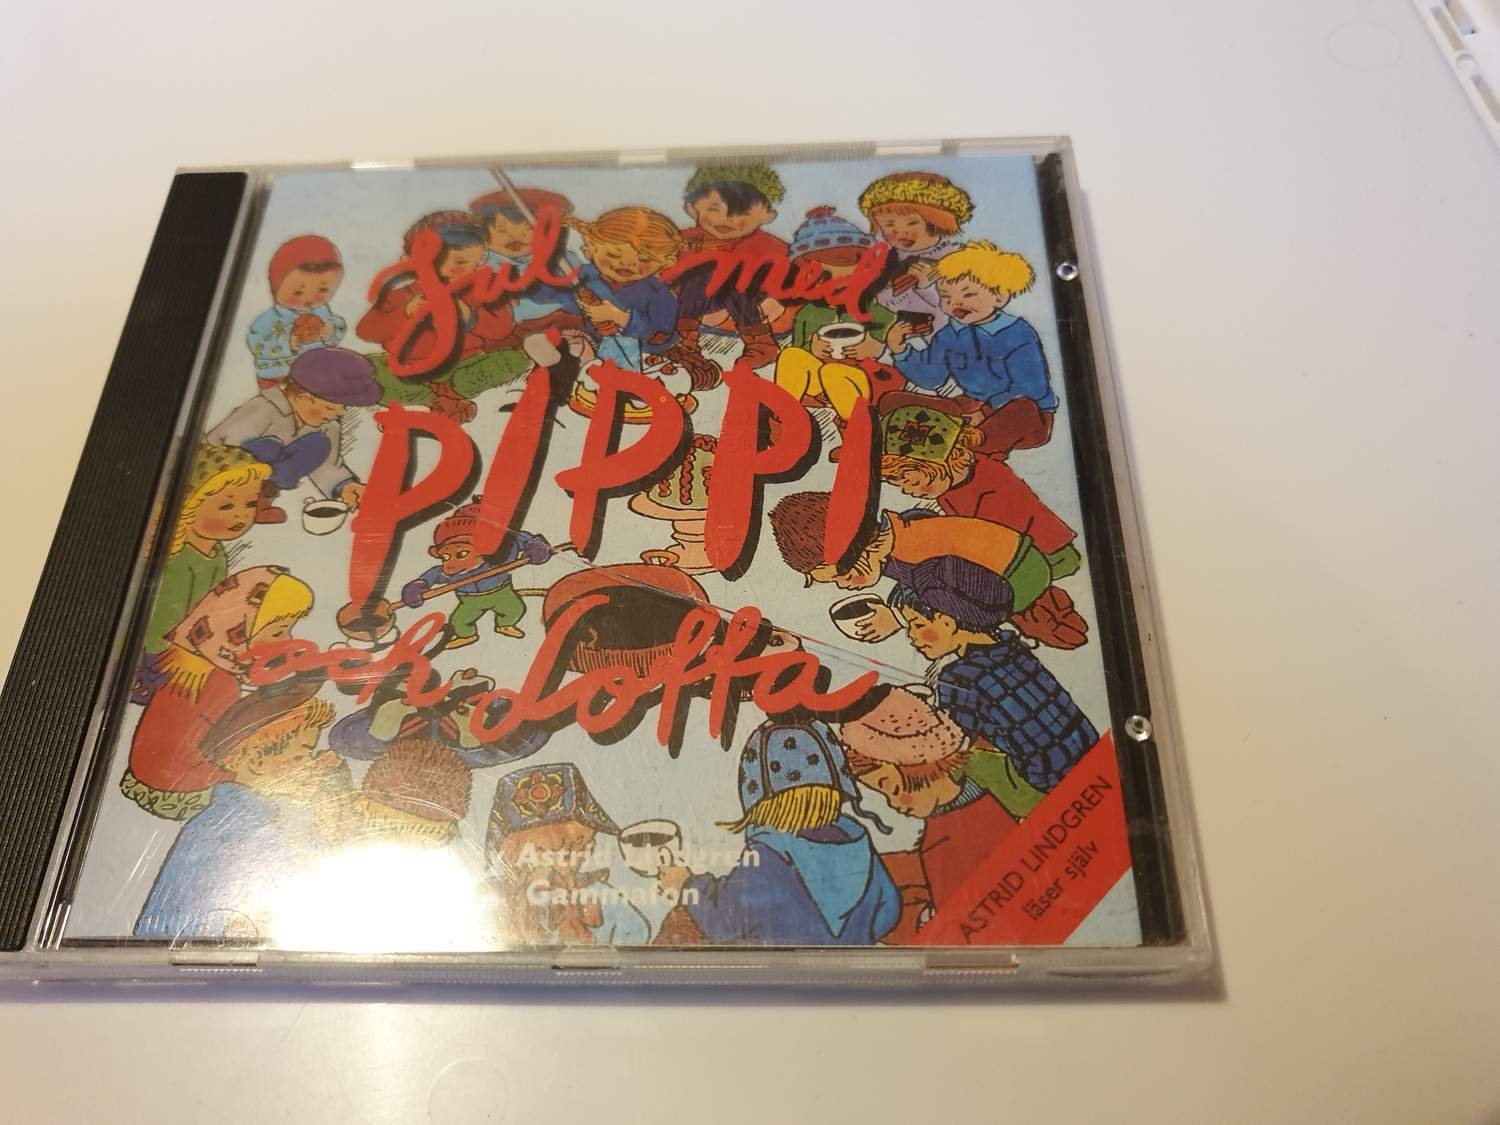 Jul med
PIPPI
och Lotta
Astrid Lindgren
Gammafon
ASTRID LINDGREN
läser själv